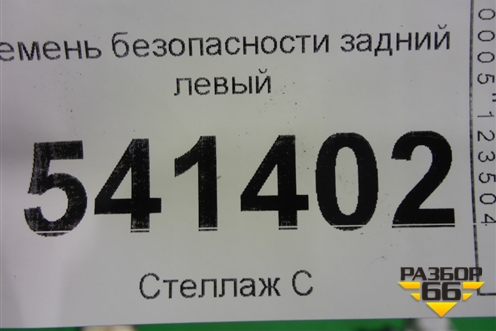 емень безопасности задний
левый
541402
Стеллаж С
0005123504
РАЗБОР
66